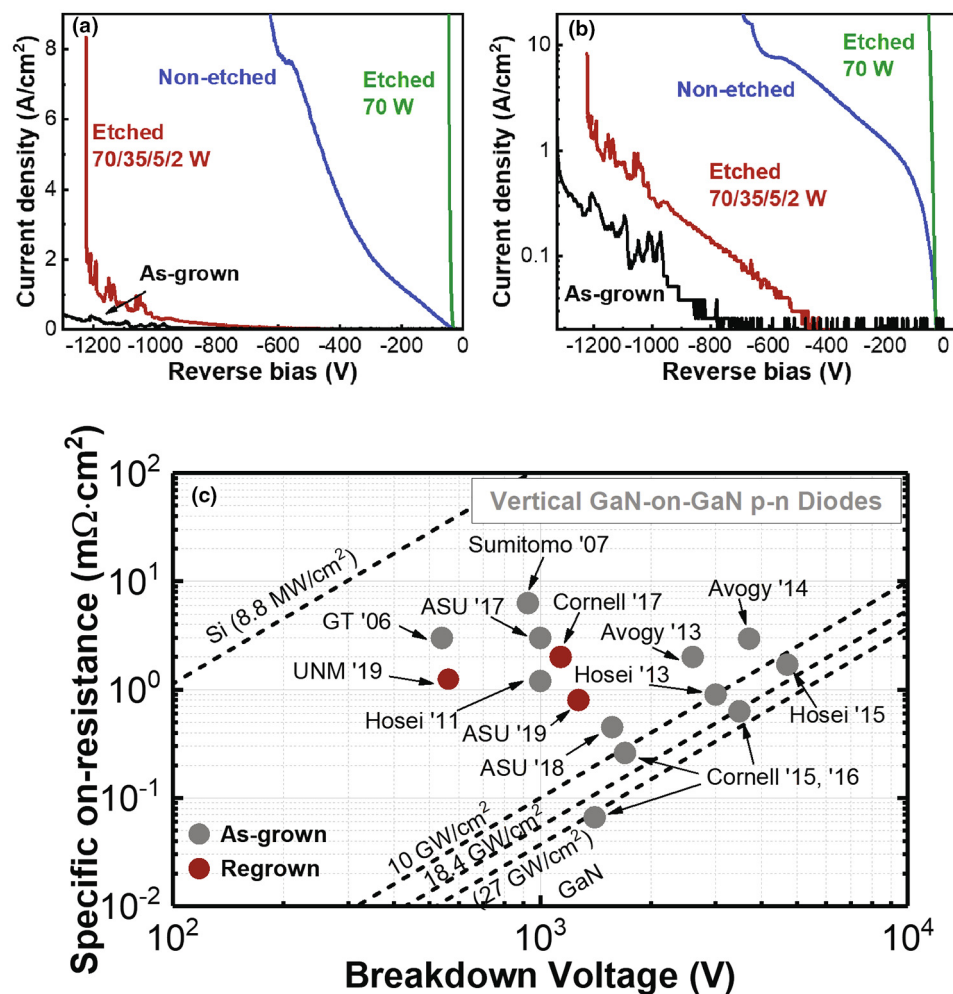 (a)
8
6
4
2
0
Current density (A/cm²)
Non-etched
Etched
70 W
Etched
70/35/5/2 W
As-grown
-1200 -1000 -800 -600 -400 -200 0
Reverse bias (V)
(b)
10
1
0.1
Current density (A/cm²)
Etched
70 W
Non-etched
Etched
70/35/5/2 W
As-grown
-1200 -1000 -800 -600 -400 -200 0
Reverse bias (V)
(c)
Vertical GaN-on-GaN p-n Diodes
10²
10¹
10⁰
10⁻¹
10⁻²
Specific on-resistance (mΩ·cm²)
Si (8.8 MW/cm²)
Sumitomo '07
GT '06
ASU '17
Cornell '17
Avogy '14
Avogy '13
UNM '19
Hosei '13
Hosei '11
ASU '19
Hosei '15
ASU '18
Cornell '15, '16
10 GW/cm²
18.4 GW/cm²
(27 GW/cm²)
GaN
As-grown
Regrown
10² 10³ 10⁴
Breakdown Voltage (V)